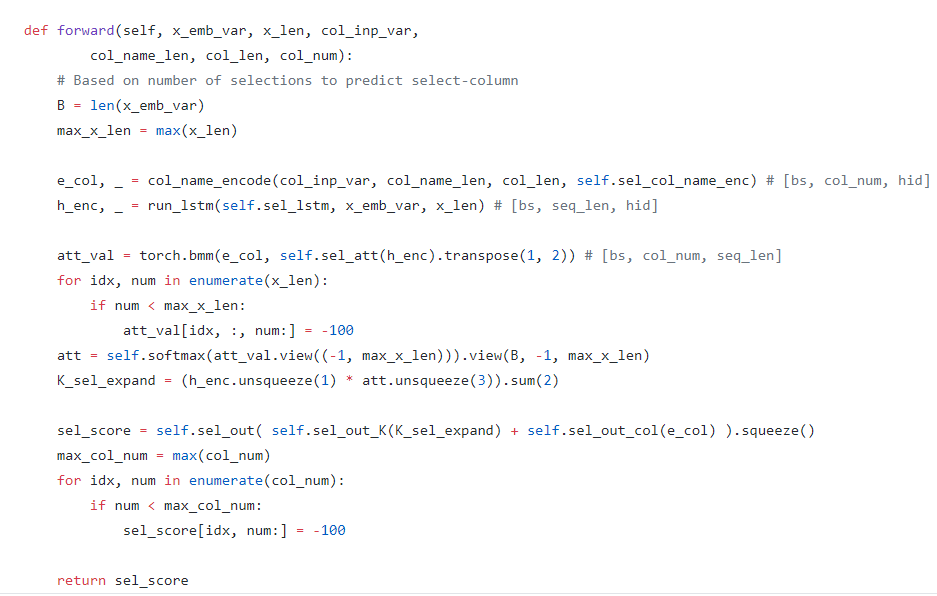 def forward(self, x_emb_var, x_len, col_inp_var,
        col_name_len, col_len, col_num):
    # Based on number of selections to predict select-column
    B = len(x_emb_var)
    max_x_len = max(x_len)

    e_col, _ = col_name_encode(col_inp_var, col_name_len, col_len, self.sel_col_name_enc) # [bs, col_num, hid]
    h_enc, _ = run_lstm(self.sel_lstm, x_emb_var, x_len) # [bs, seq_len, hid]

    att_val = torch.bmm(e_col, self.sel_att(h_enc).transpose(1, 2)) # [bs, col_num, seq_len]
    for idx, num in enumerate(x_len):
        if num < max_x_len:
            att_val[idx, :, num:] = -100
    att = self.softmax(att_val.view((-1, max_x_len))).view(B, -1, max_x_len)
    K_sel_expand = (h_enc.unsqueeze(1) * att.unsqueeze(3)).sum(2)

    sel_score = self.sel_out( self.sel_out_K(K_sel_expand) + self.sel_out_col(e_col) ).squeeze()
    max_col_num = max(col_num)
    for idx, num in enumerate(col_num):
        if num < max_col_num:
            sel_score[idx, num:] = -100

    return sel_score